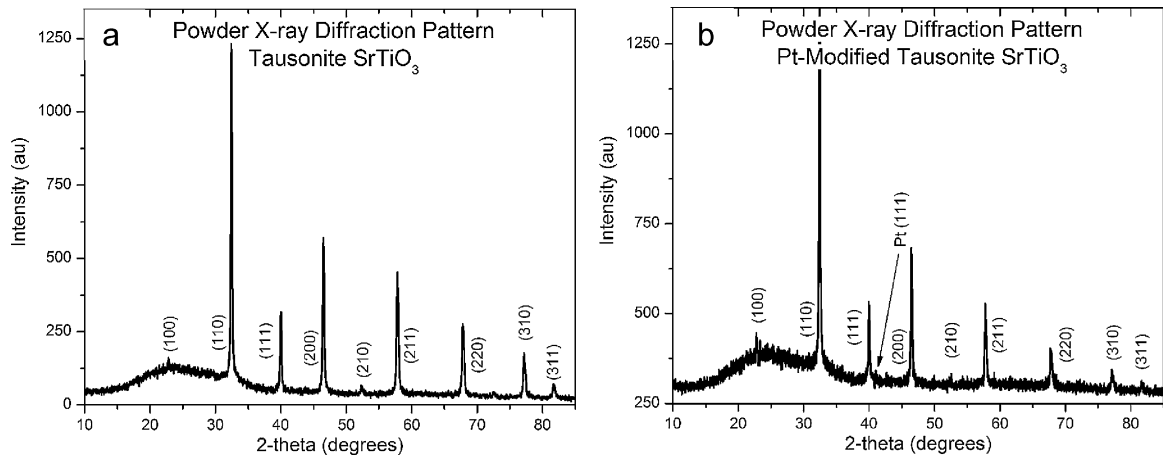 a
Powder X-ray Diffraction Pattern
Tausonite SrTiO3
Intensity (au)
1250
1000
750
500
250
0
(100)
(110)
(111)
(200)
(210)
(211)
(220)
(310)
(311)
10 20 30 40 50 60 70 80
2-theta (degrees)
b
Powder X-ray Diffraction Pattern
Pt-Modified Tausonite SrTiO3
Intensity (au)
1250
1000
750
500
250
(100)
(110)
(111)
Pt (111)
(200)
(210)
(211)
(220)
(310)
(311)
10 20 30 40 50 60 70 80
2-theta (degrees)